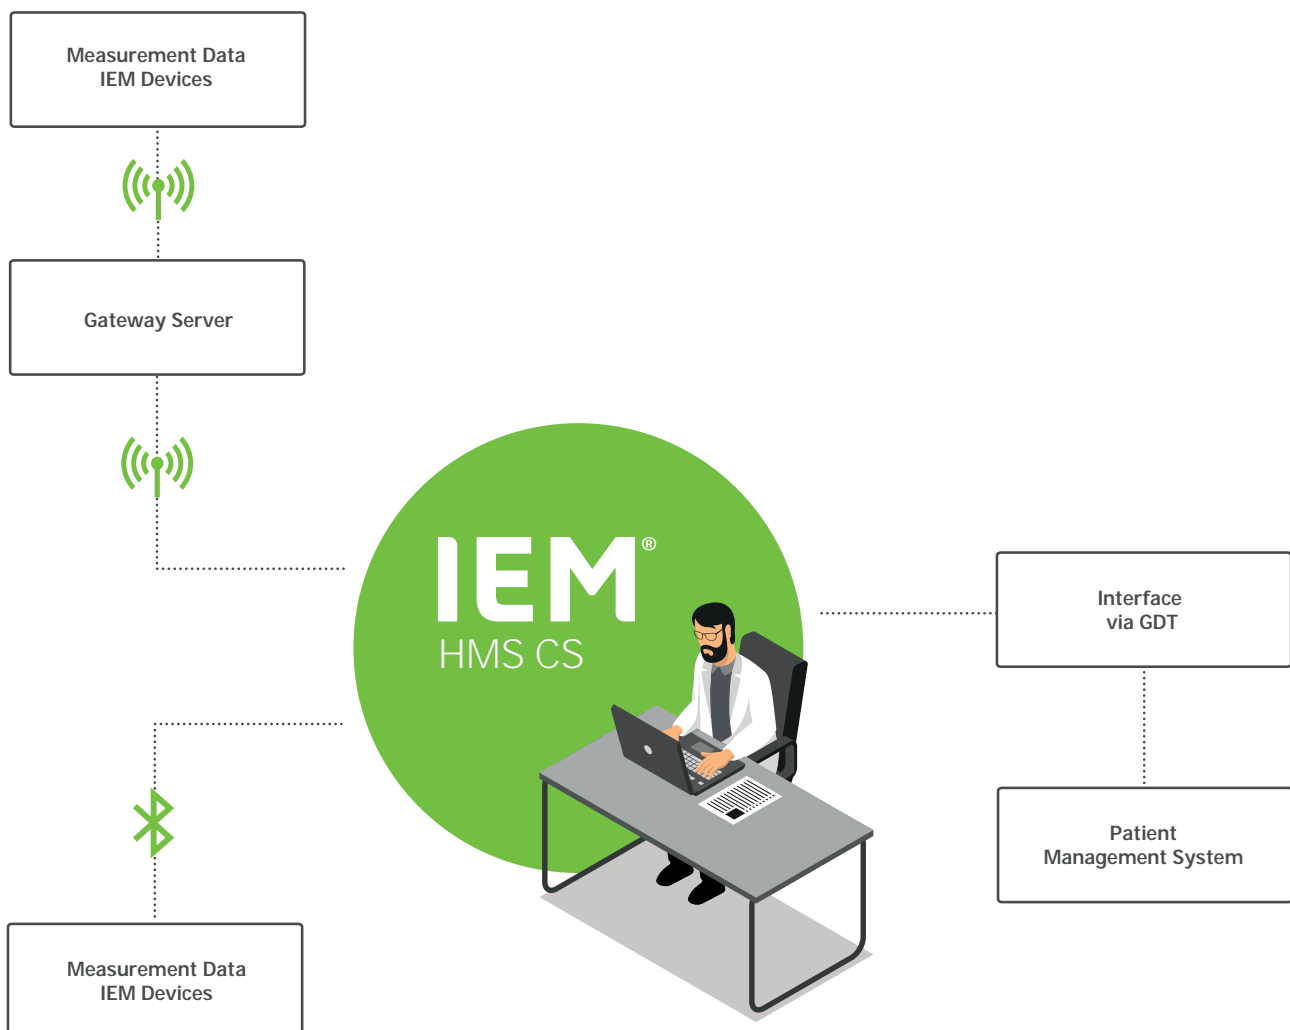 Measurement Data
IEM Devices
Gateway Server
IEM®
HMS CS
Interface
via GDT
Patient
Management System
Measurement Data
IEM Devices